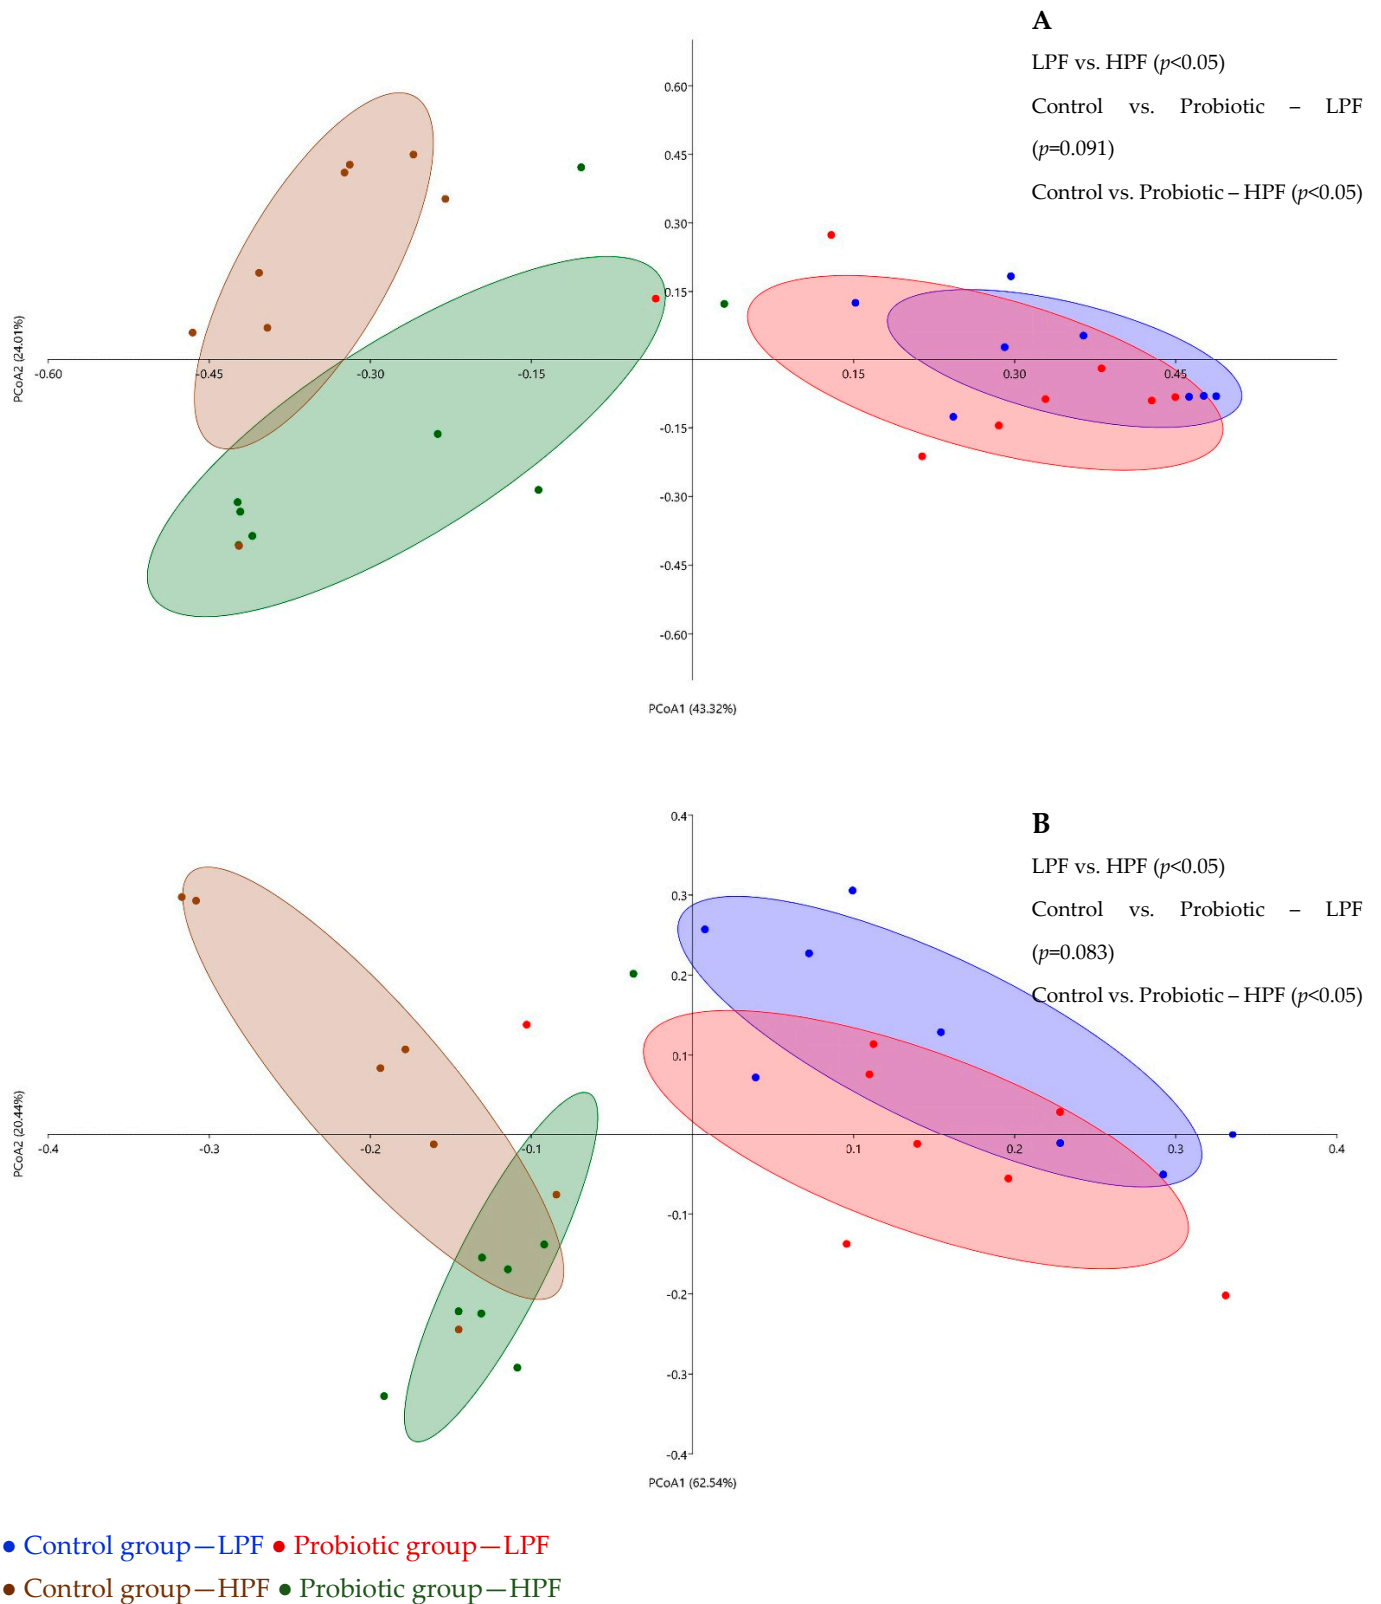 A
LPF vs. HPF (p<0.05)
Control vs. Probiotic – LPF
(p=0.091)
Control vs. Probiotic – HPF (p<0.05)
0.60
0.45
0.30
0.15
-0.60 -0.45 -0.30 -0.15 0.15 0.30 0.45
-0.15
-0.30
-0.45
-0.60
PCoA2 (24.01%)
PCoA1 (43.32%)
B
LPF vs. HPF (p<0.05)
Control vs. Probiotic – LPF
(p=0.083)
Control vs. Probiotic – HPF (p<0.05)
0.4
0.3
0.2
0.1
-0.4 -0.3 -0.2 -0.1 0.1 0.2 0.3 0.4
-0.1
-0.2
-0.3
-0.4
PCoA2 (20.44%)
PCoA1 (62.54%)
● Control group—LPF ● Probiotic group—LPF
● Control group—HPF ● Probiotic group—HPF